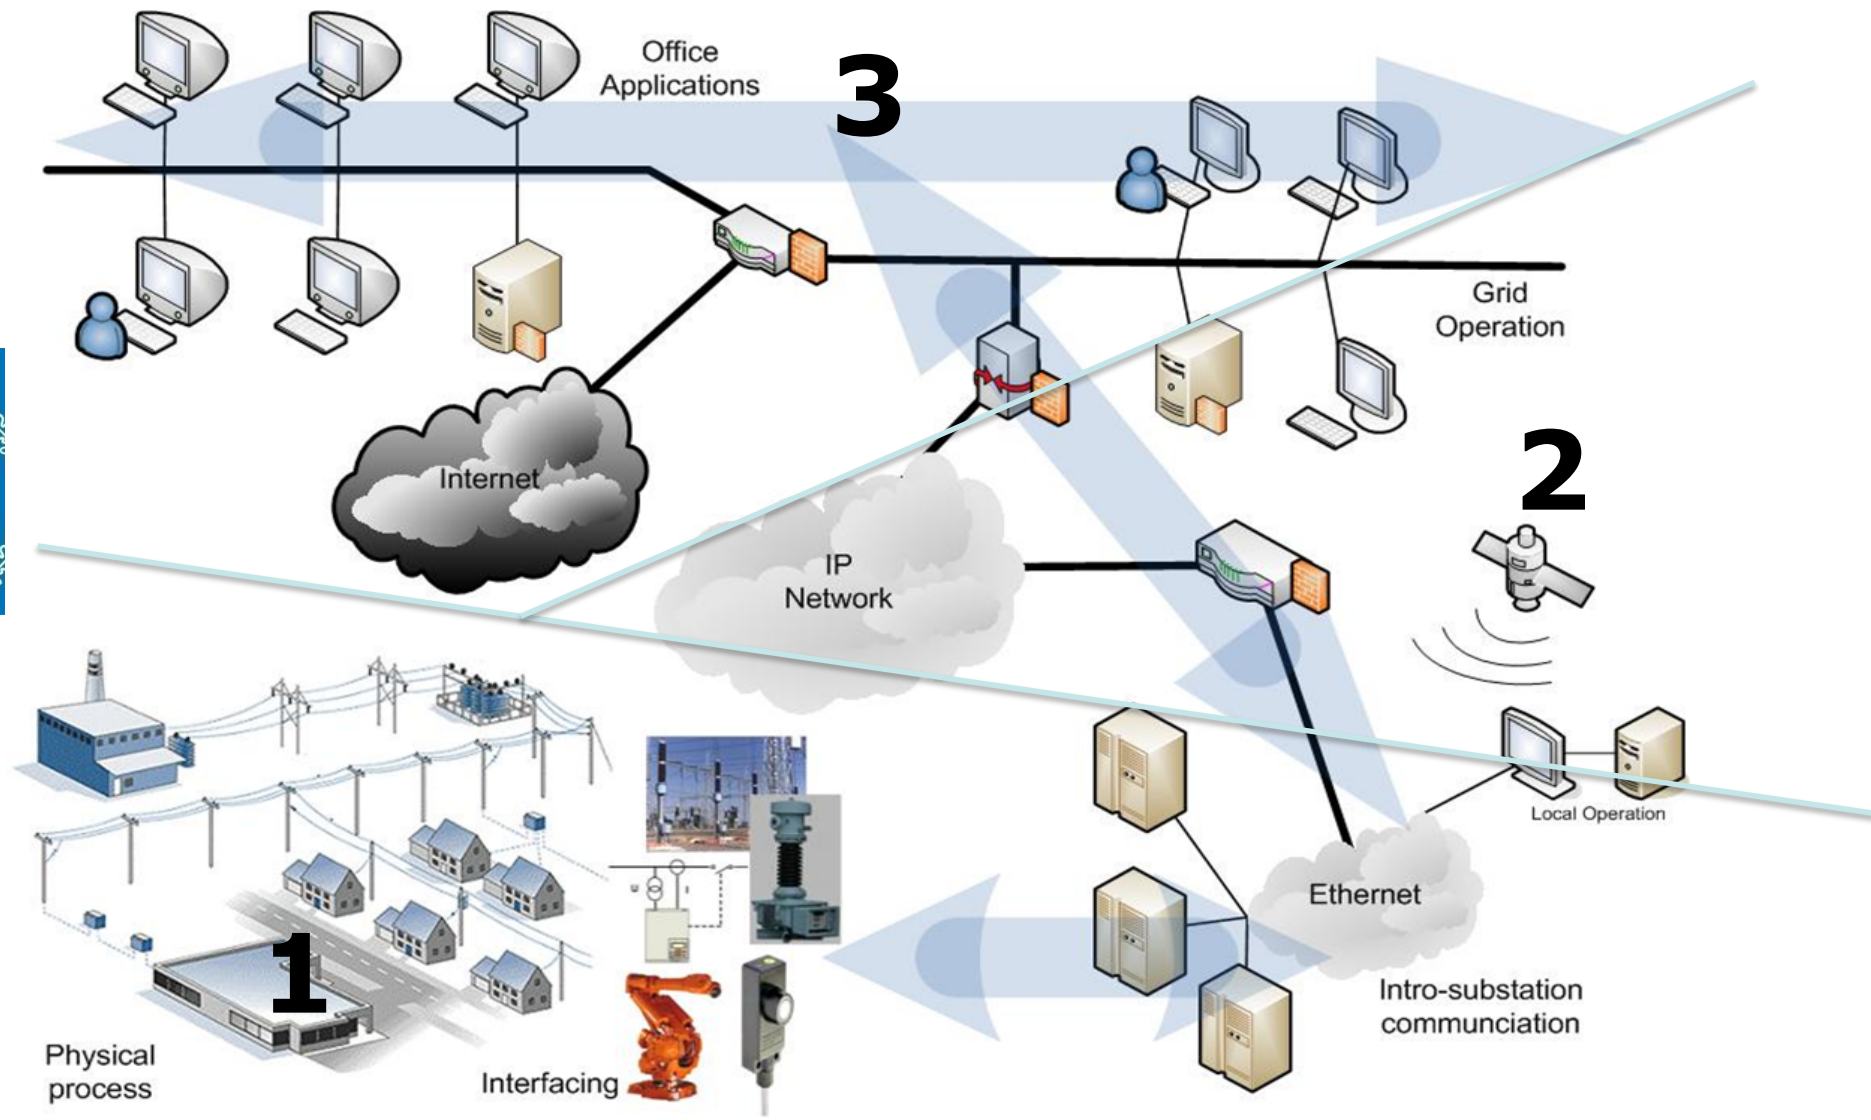 Office
Applications
3
Grid
Operation
Internet
2
IP
Network
Local Operation
Ethernet
1
Intro-substation
communciation
Physical
process
Interfacing